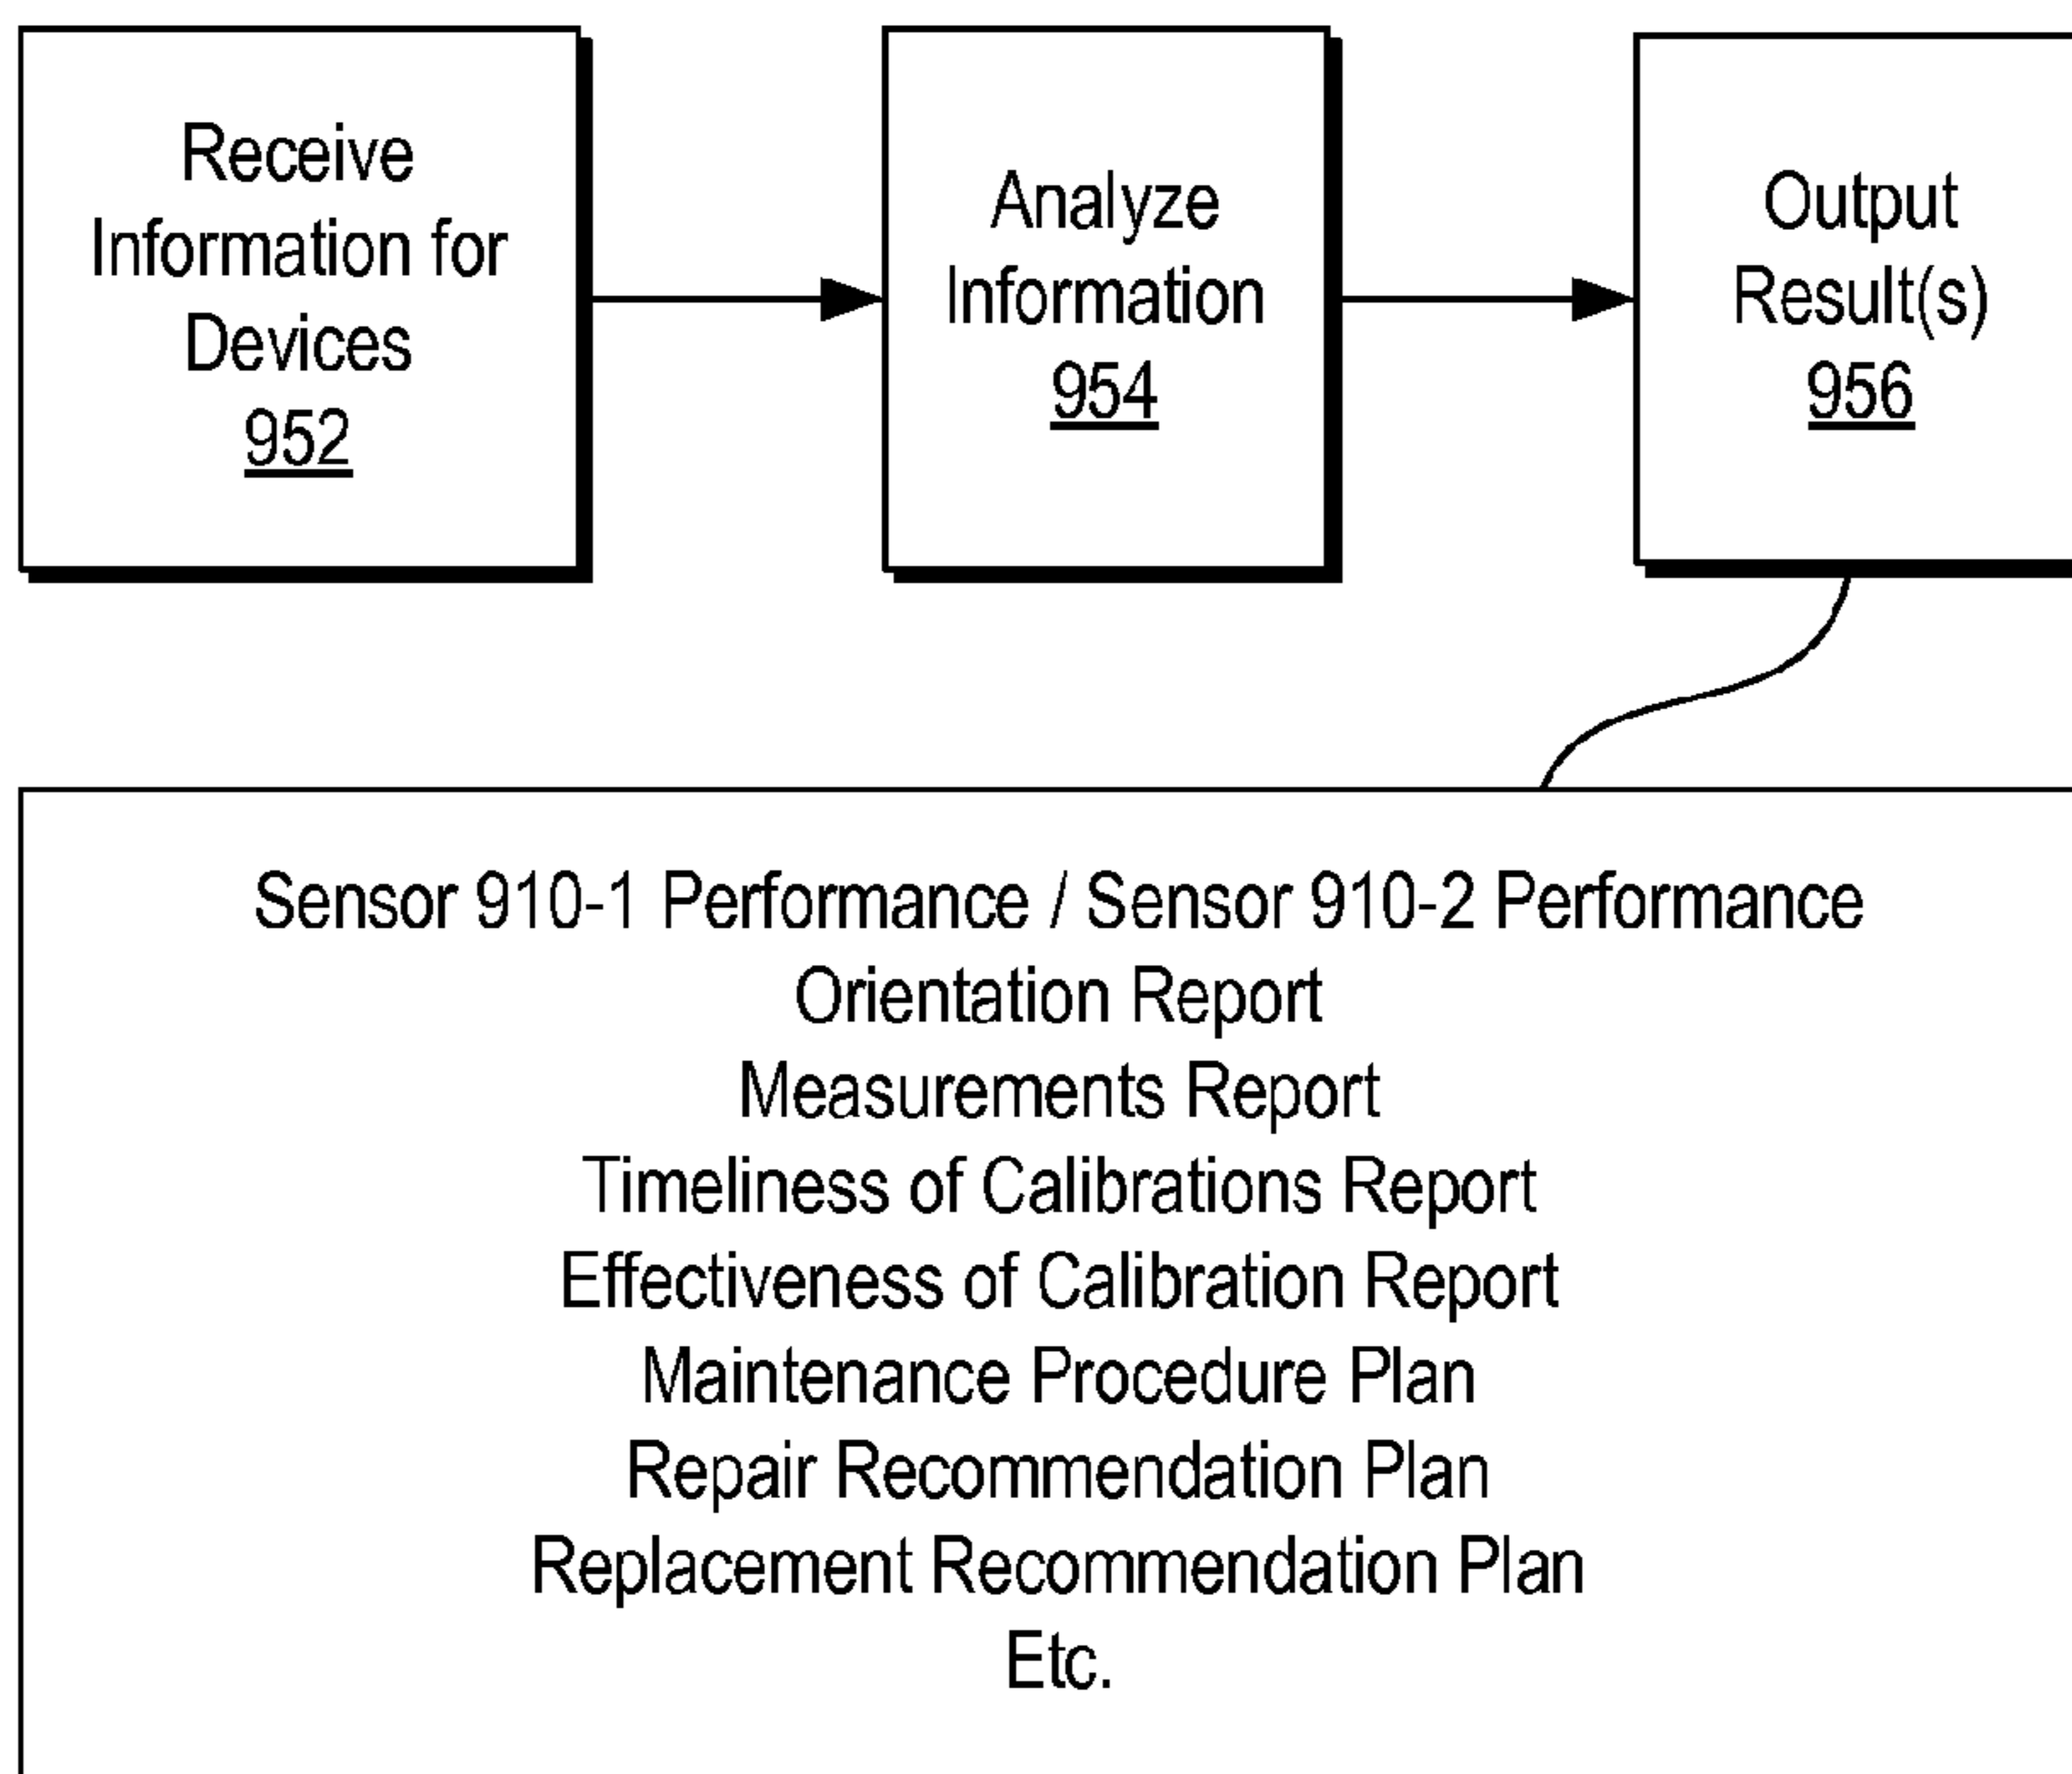 Receive
Information for
Devices
952
Analyze
Information
954
Output
Result(s)
956
Sensor 910-1 Performance / Sensor 910-2 Performance
Orientation Report
Measurements Report
Timeliness of Calibrations Report
Effectiveness of Calibration Report
Maintenance Procedure Plan
Repair Recommendation Plan
Replacement Recommendation Plan
Etc.